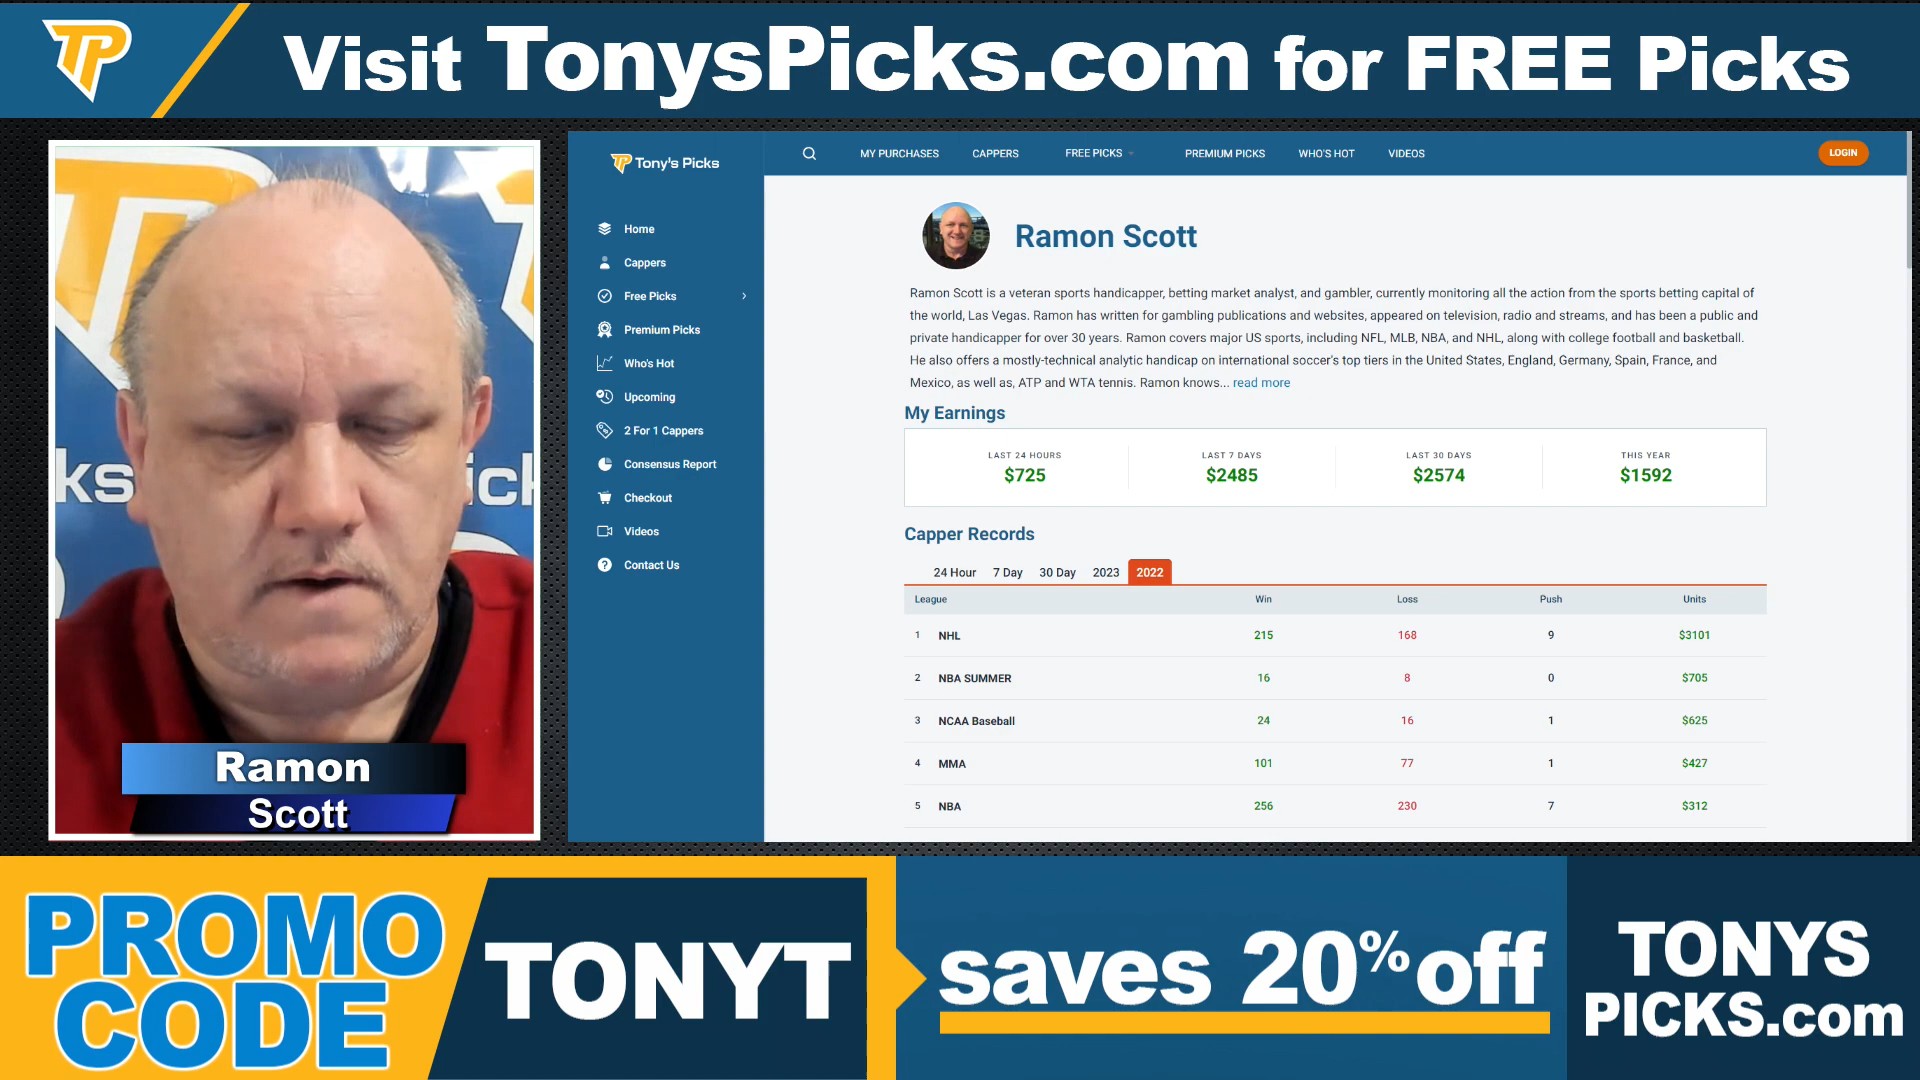 TP
Visit TonysPicks.com for FREE Picks
TP Tony's Picks
MY PURCHASES
CAPPERS
FREE PICKS
PREMIUM PICKS
WHO'S HOT
VIDEOS
LOGIN
Home
Cappers
Free Picks
Premium Picks
Who's Hot
Upcoming
2 For 1 Cappers
Consensus Report
Checkout
Videos
Contact Us
Ramon Scott
Ramon Scott is a veteran sports handicapper, betting market analyst, and gambler, currently monitoring all the action from the sports betting capital of
the world, Las Vegas. Ramon has written for gambling publications and websites, appeared on television, radio and streams, and has been a public and
private handicapper for over 30 years. Ramon covers major US sports, including NFL, MLB, NBA, and NHL, along with college football and basketball.
He also offers a mostly-technical analytic handicap on international soccer's top tiers in the United States, England, Germany, Spain, France, and
Mexico, as well as, ATP and WTA tennis. Ramon knows... read more
My Earnings
LAST 24 HOURS LAST 7 DAYS LAST 30 DAYS THIS YEAR
$725 $2485 $2574 $1592
Capper Records
24 Hour 7 Day 30 Day 2023 2022
League Win Loss Push Units
1 NHL 215 168 9 $3101
2 NBA SUMMER 16 8 0 $705
3 NCAA Baseball 24 16 1 $625
4 MMA 101 77 1 $427
5 NBA 256 230 7 $312
ks
ick
Ramon
Scott
PROMO
CODE
TONYT
saves 20% off
TONYS
PICKS.com